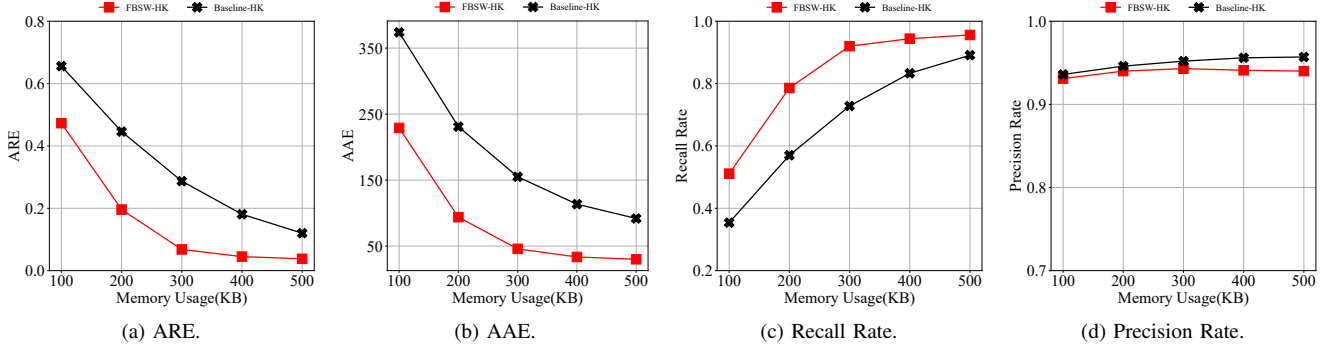 FBSW-HK Baseline-HK
0.8
0.6
0.4
0.2
0.0
ARE
100 200 300 400 500
Memory Usage(KB)
(a) ARE.
FBSW-HK Baseline-HK
350
250
150
50
AAE
100 200 300 400 500
Memory Usage(KB)
(b) AAE.
FBSW-HK Baseline-HK
1.0
0.8
0.6
0.4
0.2
Recall Rate
100 200 300 400 500
Memory Usage(KB)
(c) Recall Rate.
FBSW-HK Baseline-HK
1.0
0.9
0.8
0.7
Precision Rate
100 200 300 400 500
Memory Usage(KB)
(d) Precision Rate.